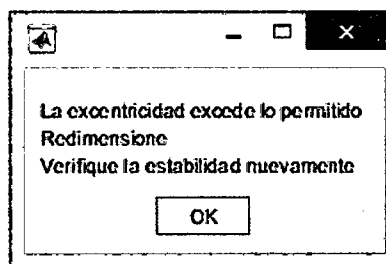 La excentricidad excede lo permitido
Redimensione
Verifique la estabilidad nuevamente
OK